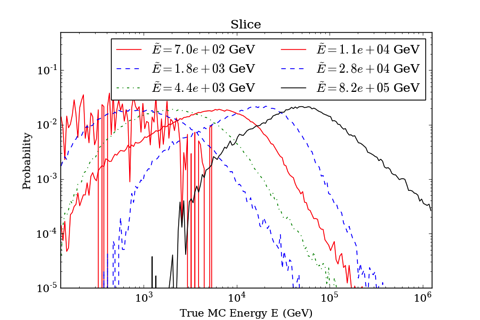 Slice
Ē=7.0e+02 GeV
Ē=1.8e+03 GeV
Ē=4.4e+03 GeV
Ē=1.1e+04 GeV
Ē=2.8e+04 GeV
Ē=8.2e+05 GeV
Probability
10⁻¹
10⁻²
10⁻³
10⁻⁴
10⁻⁵
10³ 10⁴ 10⁵ 10⁶
True MC Energy E (GeV)